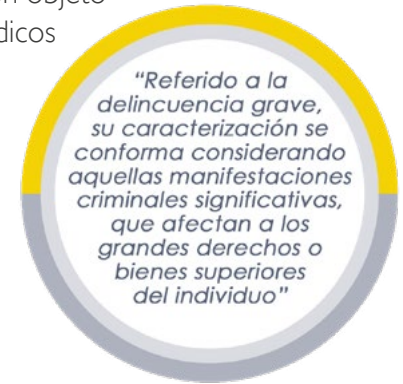 objeto
dicos
“Referido a la
delincuencia grave,
su caracterización se
conforma considerando
aquellas manifestaciones
criminales significativas,
que afectan a los
grandes derechos o
bienes superiores
del individuo”